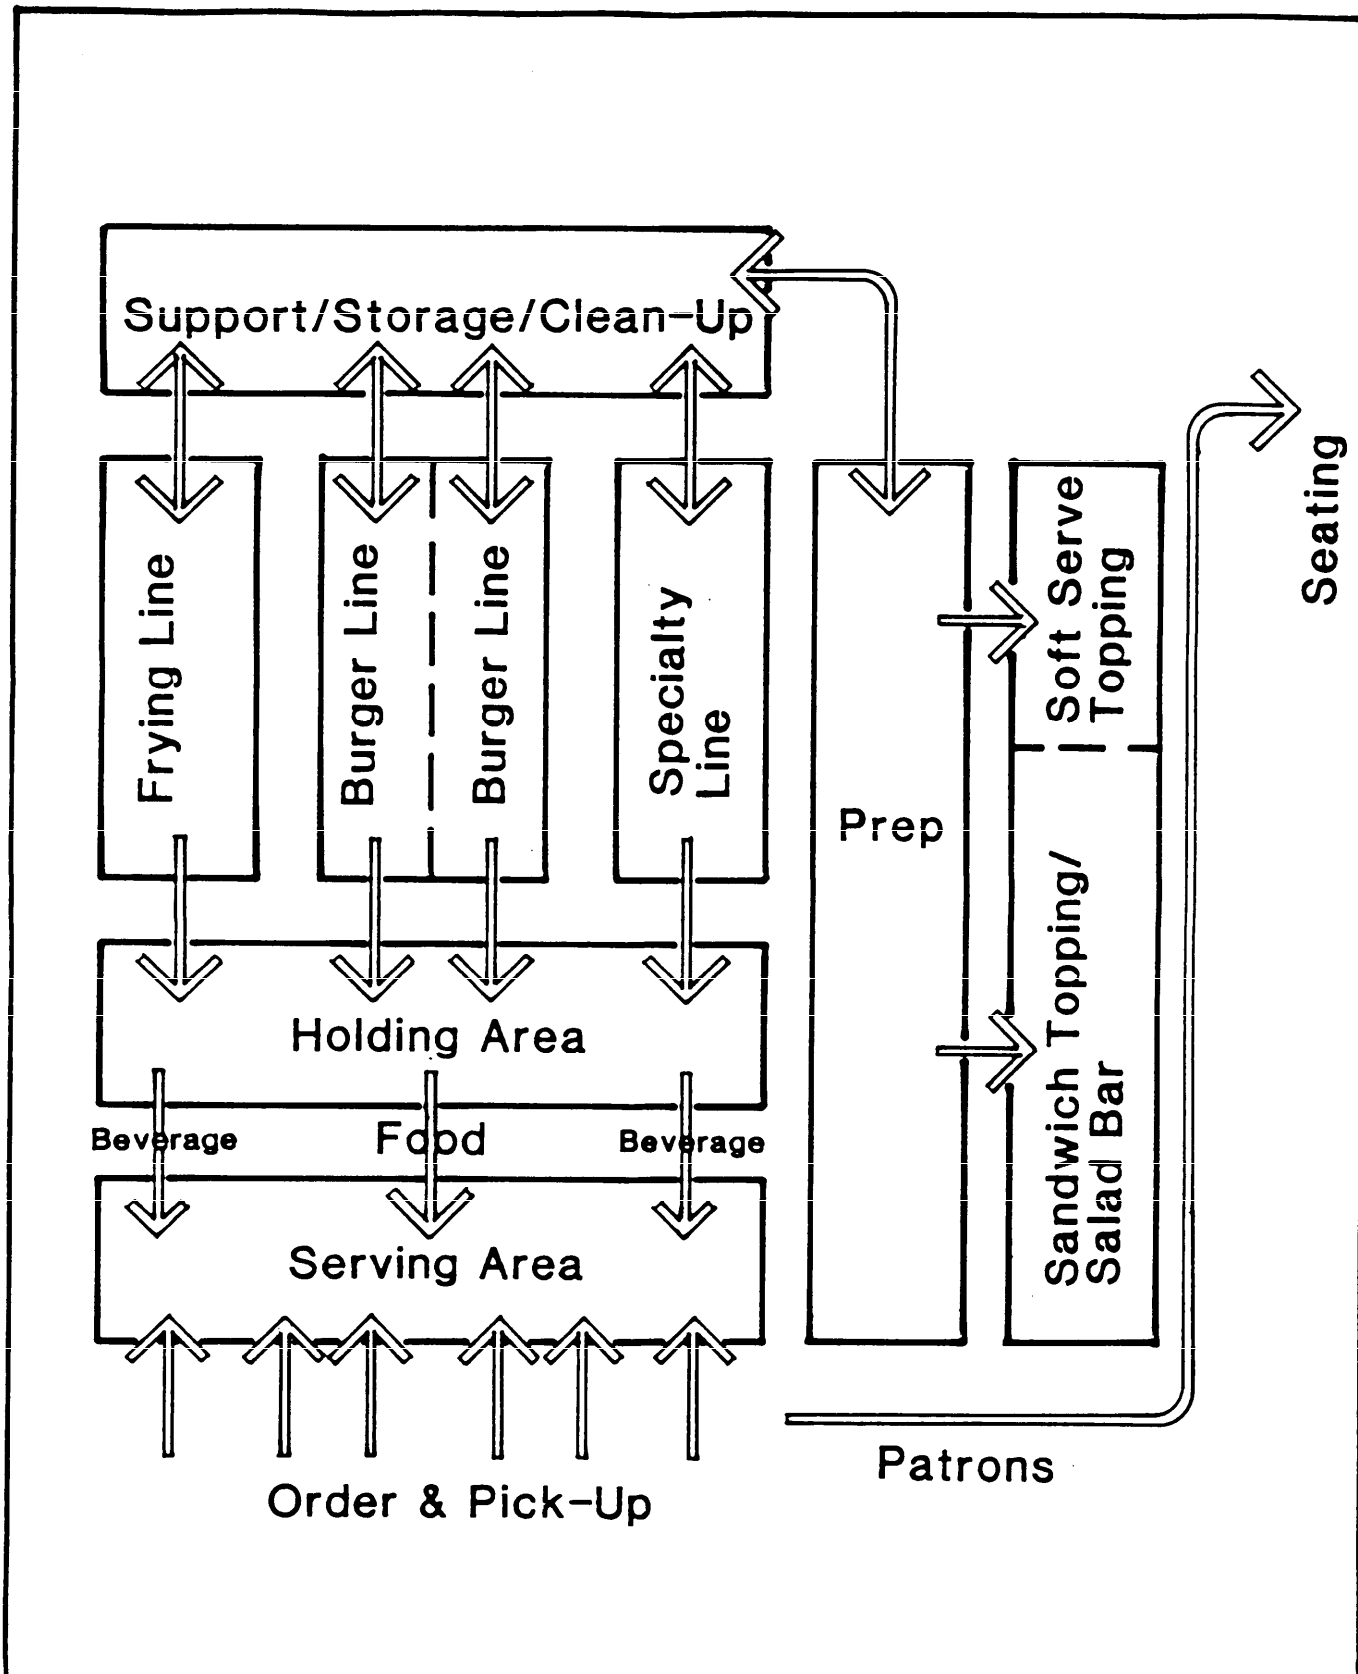 Support/Storage/Clean-Up
Seating
Frying Line
Burger Line
Burger Line
Specialty
Line
Prep
Soft Serve
Topping
Sandwich Topping/
Salad Bar
Holding Area
Beverage
Food
Beverage
Serving Area
Order & Pick-Up
Patrons